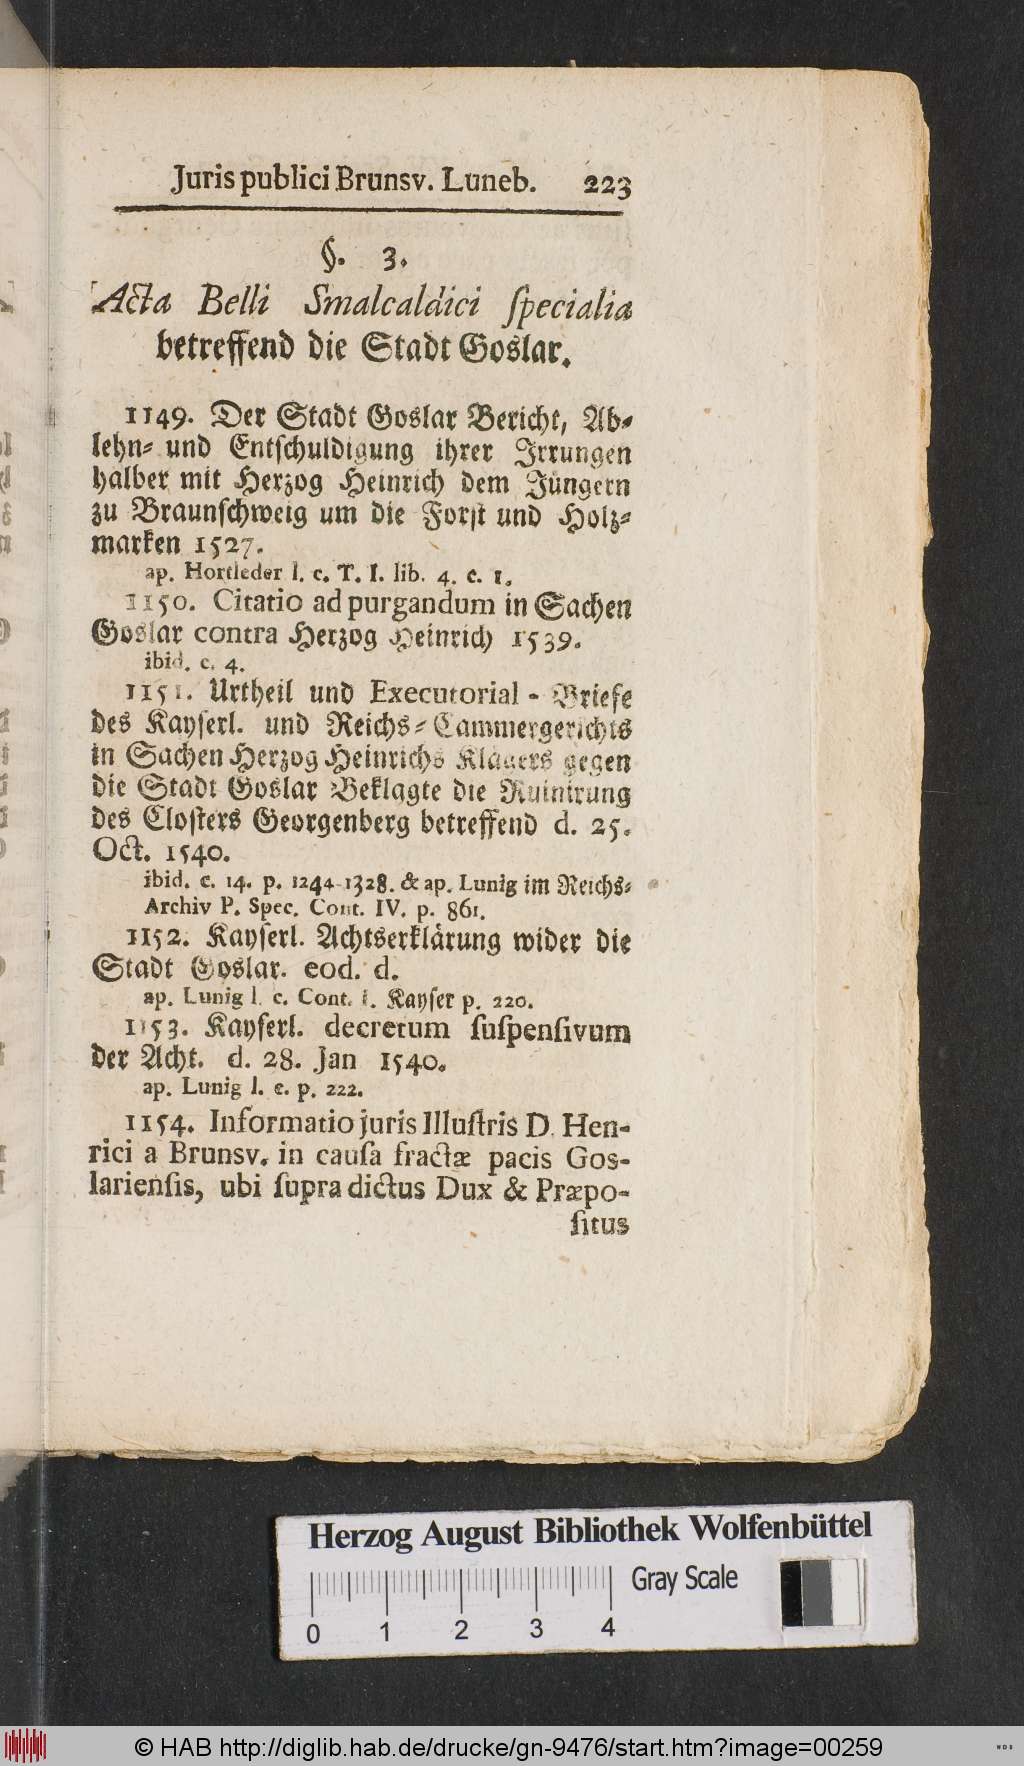 Juris publici Brunsv. Luneb. 223
§. 3.
Acta Belli Smalcaldici ſpecialia
betreffend die Stadt Goslar.
1149. Der Stadt Goslar Bericht, Ab-
lehn- und Entſchuldigung ihrer Irrungen
halber mit Herzog Heinrich dem Jüngern
zu Braunſchweig um die Forſt und Holz-
marken 1527.
ap. Hortleder l. c. T. I. lib. 4. c. 1.
1150. Citatio ad purgandum in Sachen
Goslar contra Herzog Heinrich 1539.
ibid. c. 4.
1151. Urtheil und Executorial - Briefe
des Kayſerl. und Reichs-Cammergerichts
in Sachen Herzog Heinrichs Klägers gegen
die Stadt Goslar Beklagte die Ruinirung
des Cloſters Georgenberg betreffend d. 25.
Oct. 1540.
ibid. c. 14. p. 1244-1328. & ap. Lunig im Reichs-
Archiv P. Spec. Cont. IV. p. 861.
1152. Kayſerl. Achtserklärung wider die
Stadt Goslar. eod. d.
ap. Lunig l. c. Cont. I. Kayſer p. 220.
1153. Kayſerl. decretum ſuſpenſivum
der Acht. d. 28. Jan 1540.
ap. Lunig l. c. p. 222.
1154. Informatio juris Illuſtris D. Hen-
rici a Brunsv. in cauſa fractæ pacis Gos-
larienſis, ubi ſupra dictus Dux & Præpo-
ſitus
Herzog August Bibliothek Wolfenbüttel
Gray Scale
0 1 2 3 4
© HAB http://diglib.hab.de/drucke/gn-9476/start.htm?image=00259